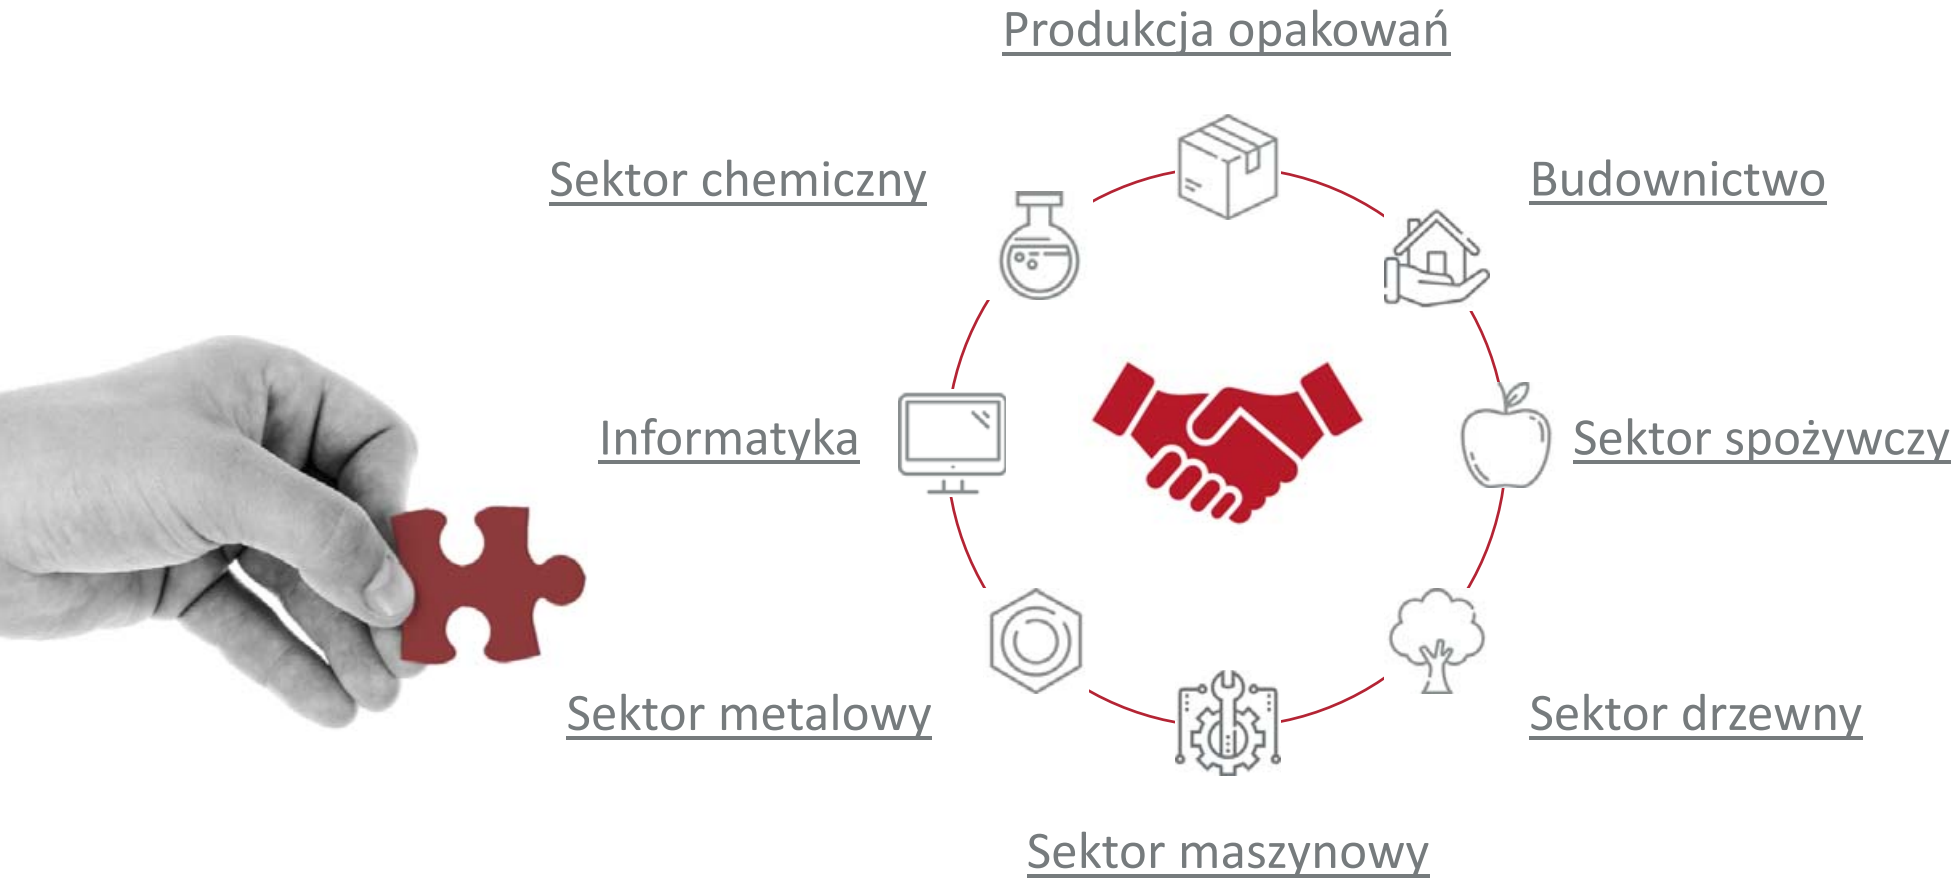 Produkcja opakowań
Sektor chemiczny
Budownictwo
Informatyka
Sektor spożywczy
Sektor metalowy
Sektor drzewny
Sektor maszynowy